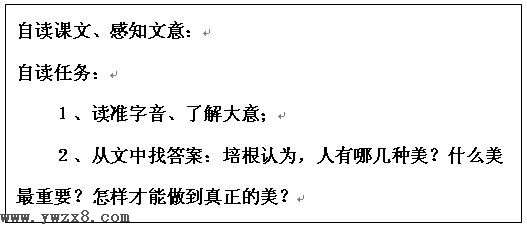 自读课文、感知文意：
自读任务：
１、读准字音、了解大意；
２、从文中找答案：培根认为，人有哪几种美？什么美
最重要？怎样才能做到真正的美？
www.ywzx8.com